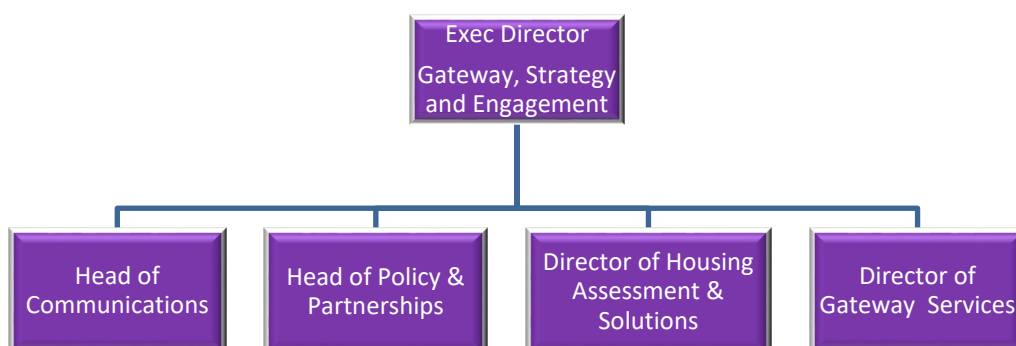 Exec Director
Gateway, Strategy
and Engagement
Head of
Communications
Head of Policy &
Partnerships
Director of Housing
Assessment &
Solutions
Director of
Gateway  Services